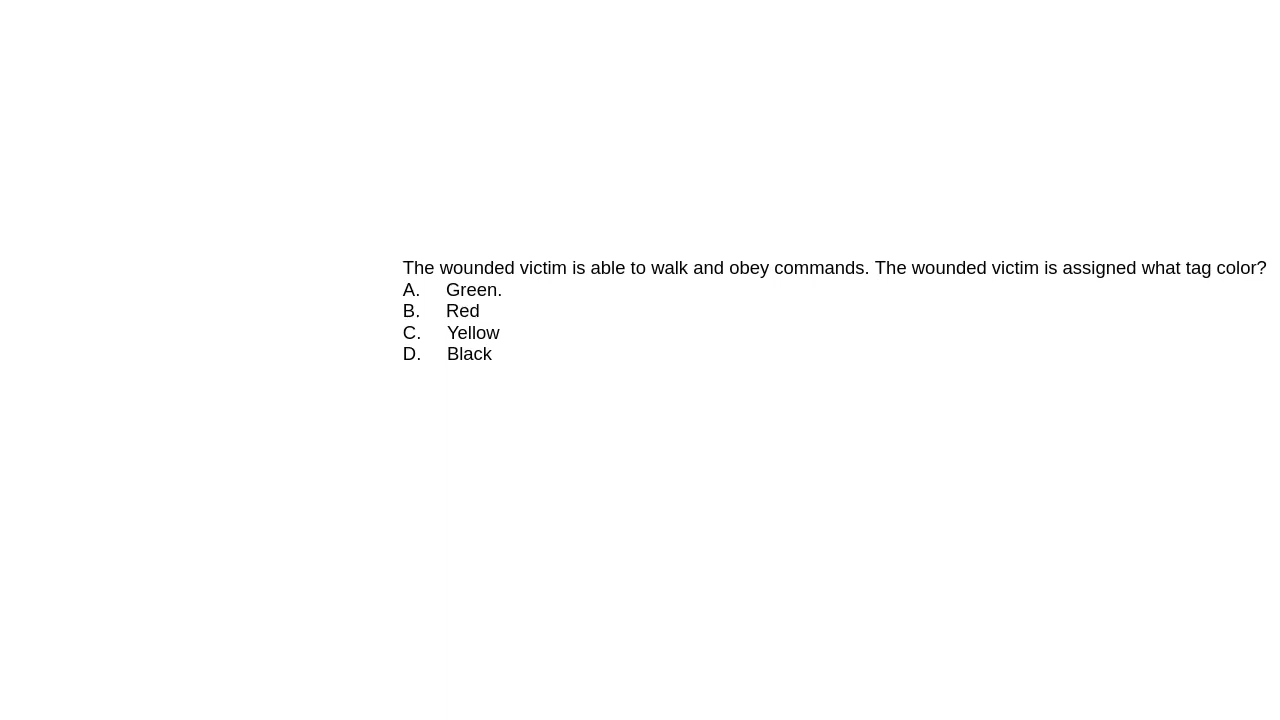 The wounded victim is able to walk and obey commands. The wounded victim is assigned what tag color?
A. Green.
B. Red
C. Yellow
D. Black